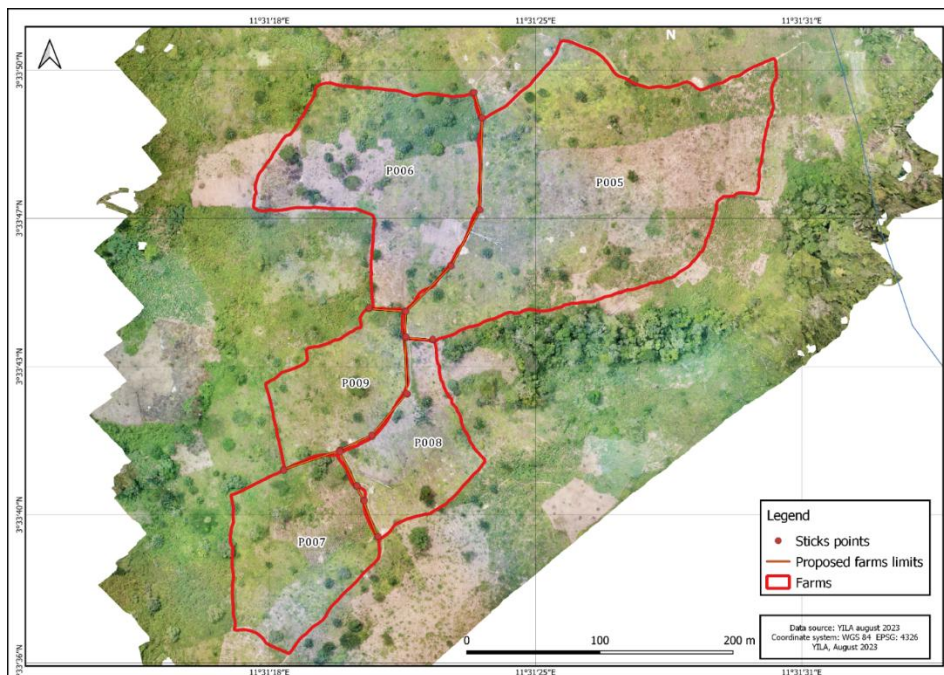 11°31'18"E
11°31'25"E
11°31'31"E
N
3°33'50"N
3°33'47"N
3°33'43"N
3°33'40"N
3°33'36"N
P006
P005
P009
P008
P007
Legend
Sticks points
Proposed farms limits
Farms
Data source: YILA august 2023
Coordinate system: WGS 84 EPSG: 4326
YILA, August 2023
0 100 200 m
11°31'18"E
11°31'25"E
11°31'31"E